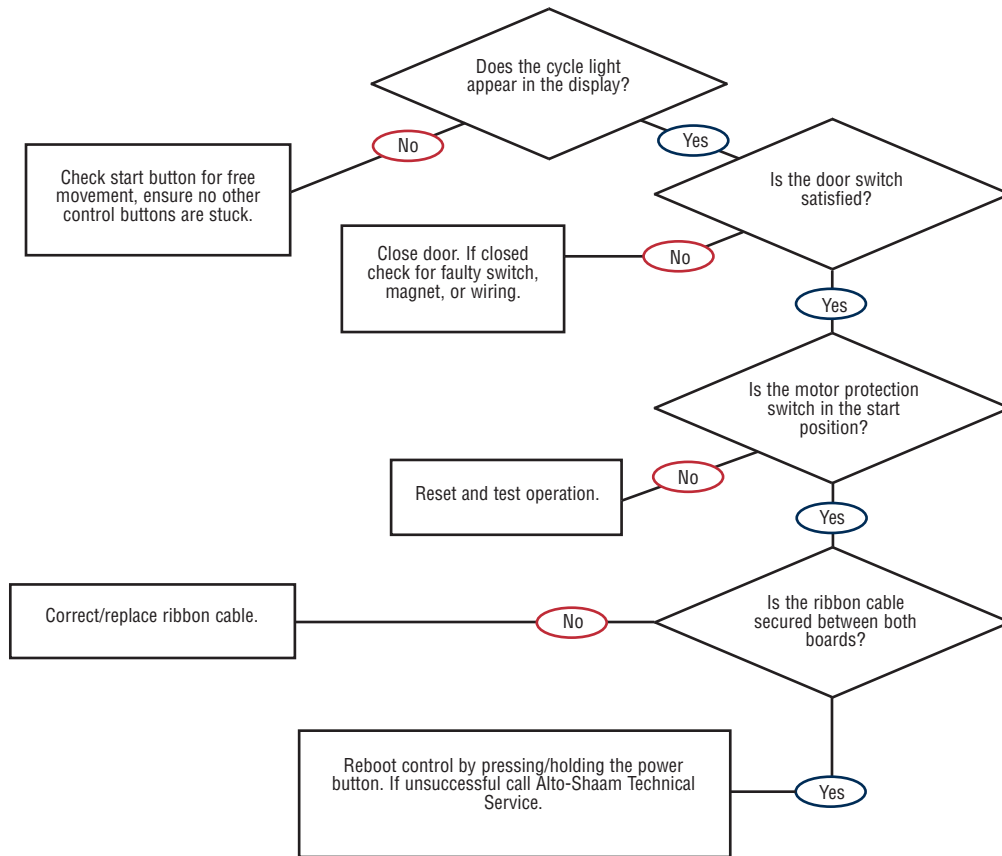 Does the cycle light
appear in the display?
No
Yes
Check start button for free
movement, ensure no other
control buttons are stuck.
Is the door switch
satisfied?
Close door. If closed
check for faulty switch,
magnet, or wiring.
No
Yes
Is the motor protection
switch in the start
position?
No
Reset and test operation.
Yes
Correct/replace ribbon cable.
No
Is the ribbon cable
secured between both
boards?
Reboot control by pressing/holding the power
button. If unsuccessful call Alto-Shaam Technical
Service.
Yes